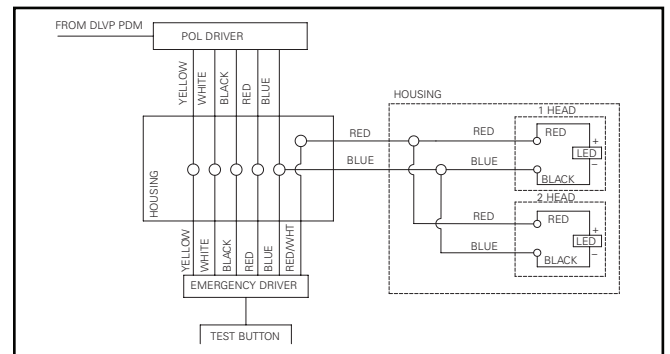 FROM DLVP PDM
POL DRIVER
YELLOW
WHITE
BLACK
RED
BLUE
HOUSING
HOUSING
1 HEAD
RED
RED
RED
+
LED
–
BLUE
BLUE
BLACK
2 HEAD
RED
RED
+
LED
–
BLUE
BLACK
YELLOW
WHITE
BLACK
RED
BLUE
RED/WHT
EMERGENCY DRIVER
TEST BUTTON